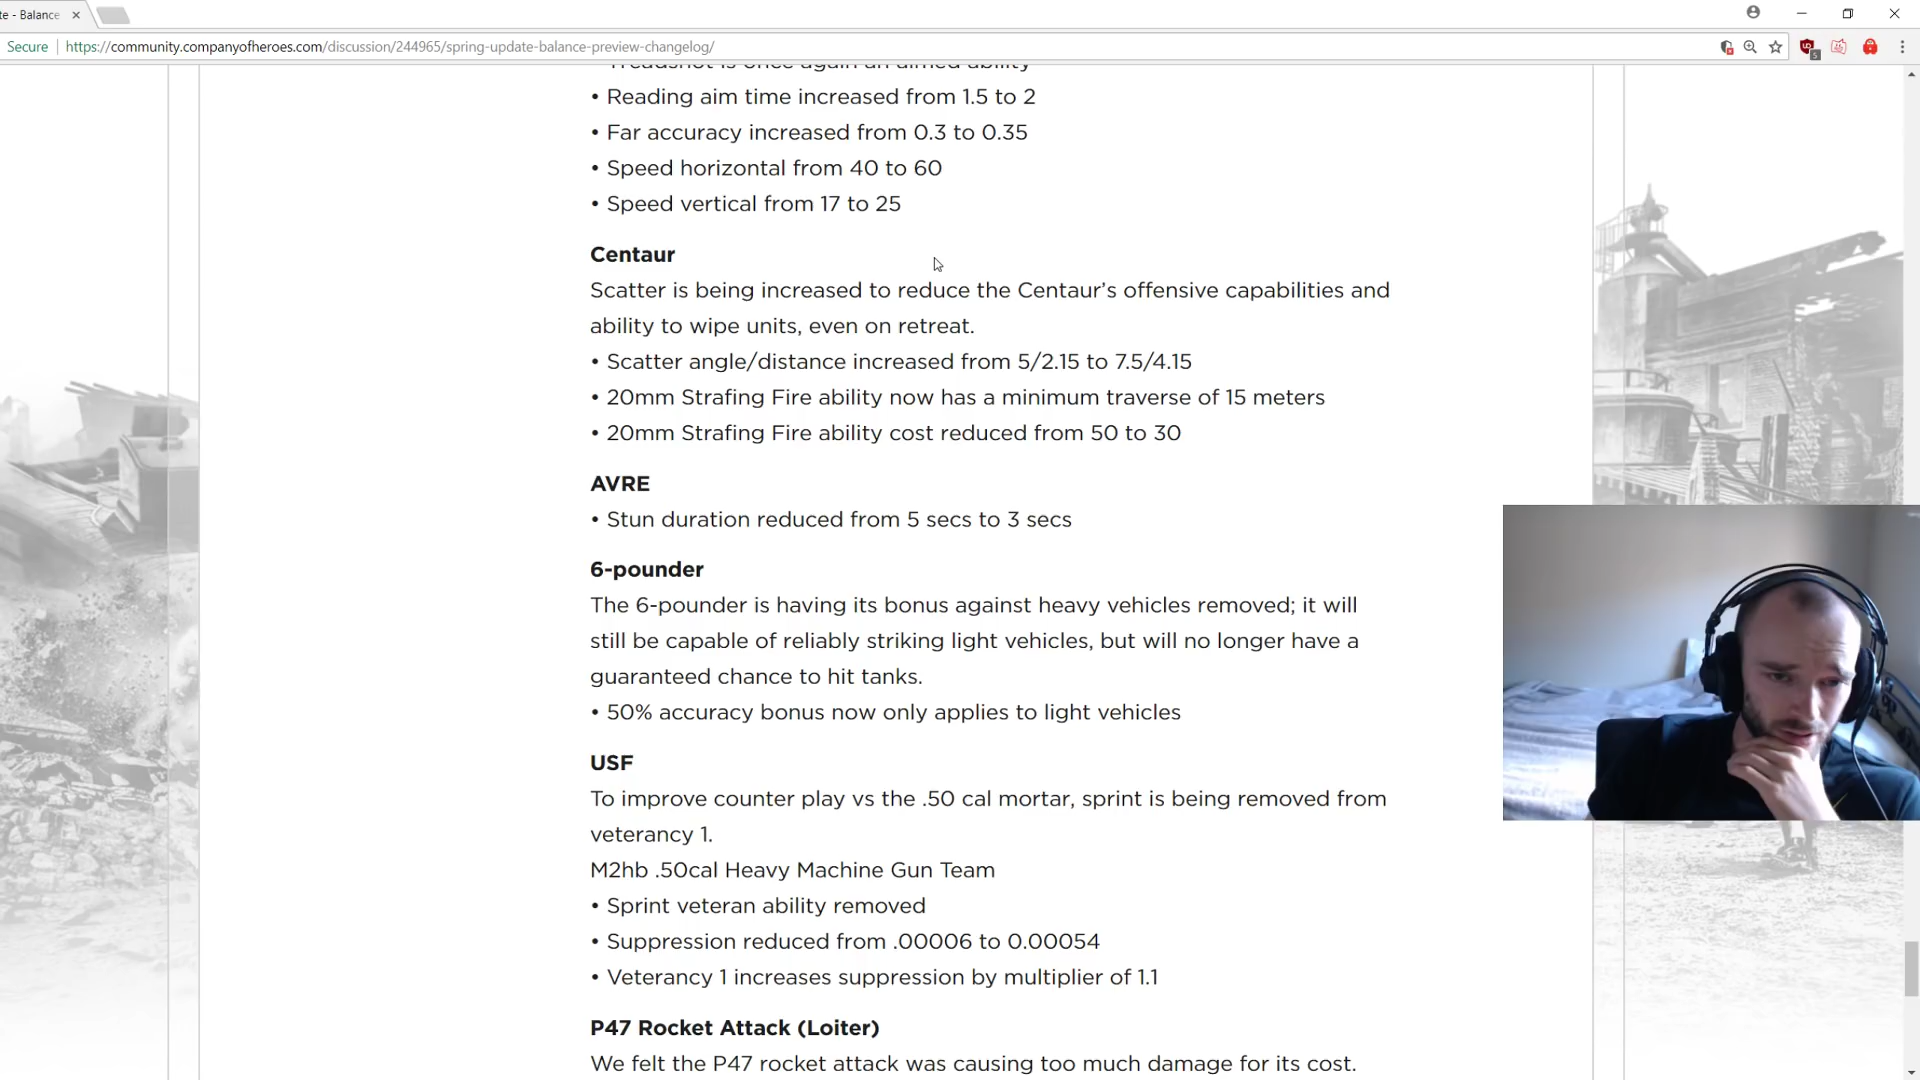 te - Balance
Secure
https://community.companyofheroes.com/discussion/244965/spring-update-balance-preview-changelog/
• Treadshot is once again an aimed ability
• Reading aim time increased from 1.5 to 2
• Far accuracy increased from 0.3 to 0.35
• Speed horizontal from 40 to 60
• Speed vertical from 17 to 25
Centaur
Scatter is being increased to reduce the Centaur’s offensive capabilities and
ability to wipe units, even on retreat.
• Scatter angle/distance increased from 5/2.15 to 7.5/4.15
• 20mm Strafing Fire ability now has a minimum traverse of 15 meters
• 20mm Strafing Fire ability cost reduced from 50 to 30
AVRE
• Stun duration reduced from 5 secs to 3 secs
6-pounder
The 6-pounder is having its bonus against heavy vehicles removed; it will
still be capable of reliably striking light vehicles, but will no longer have a
guaranteed chance to hit tanks.
• 50% accuracy bonus now only applies to light vehicles
USF
To improve counter play vs the .50 cal mortar, sprint is being removed from
veterancy 1.
M2hb .50cal Heavy Machine Gun Team
• Sprint veteran ability removed
• Suppression reduced from .00006 to 0.00054
• Veterancy 1 increases suppression by multiplier of 1.1
P47 Rocket Attack (Loiter)
We felt the P47 rocket attack was causing too much damage for its cost.